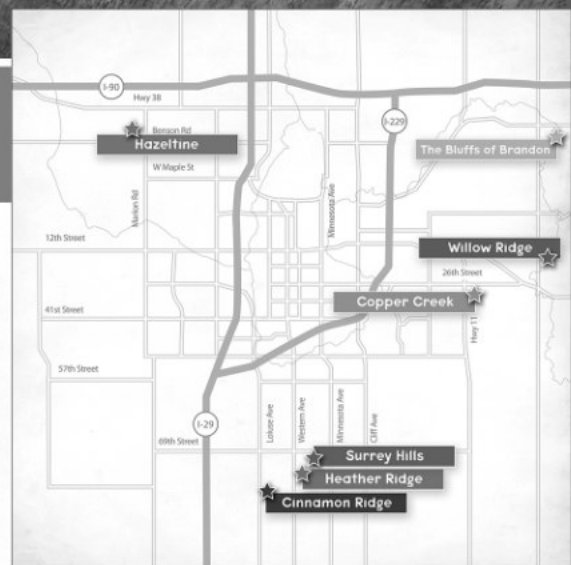 I-90
Hwy 38
I-229
Benson Rd
Hazeltine
The Bluffs of Brandon
W Maple St
Marion Rd
Minnesota Ave
12th Street
Willow Ridge
26th Street
Copper Creek
41st Street
Hwy 11
57th Street
Louise Ave
Western Ave
Minnesota Ave
Cliff Ave
I-29
69th Street
Surrey Hills
Heather Ridge
Cinnamon Ridge